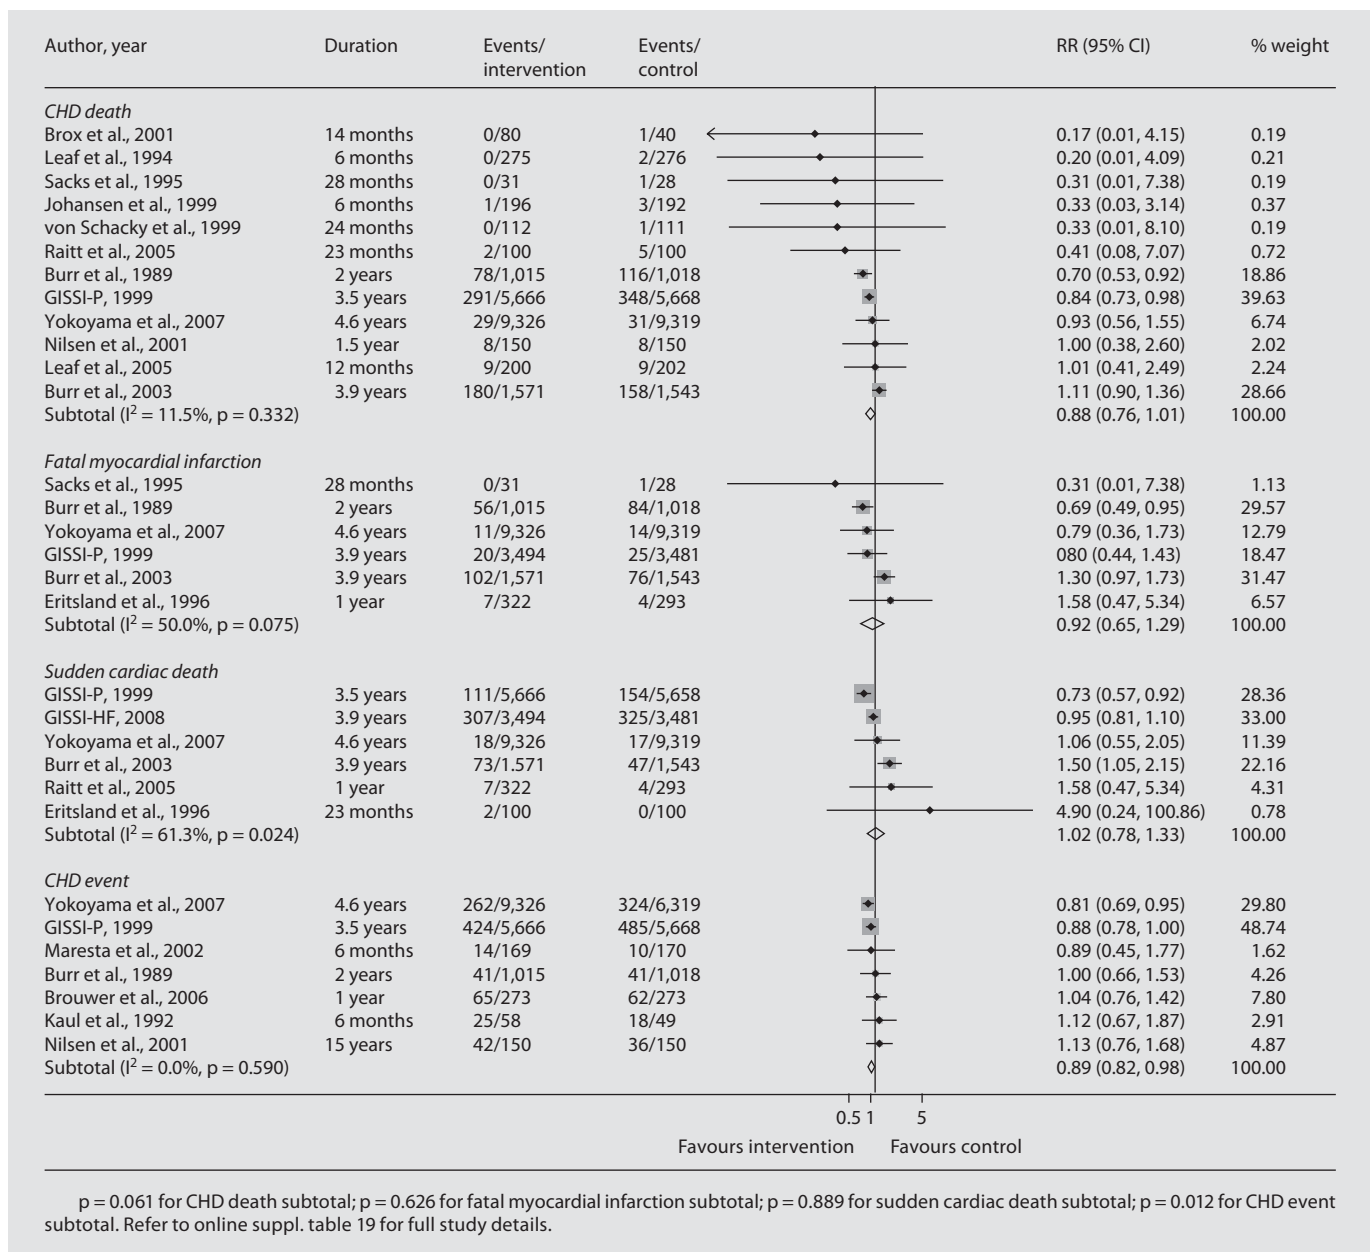 Author, year Duration Events/ Events/ RR (95% CI) % weight
intervention control
CHD death
Brox et al., 2001 14 months 0/80 1/40 0.17 (0.01, 4.15) 0.19
Leaf et al., 1994 6 months 0/275 2/276 0.20 (0.01, 4.09) 0.21
Sacks et al., 1995 28 months 0/31 1/28 0.31 (0.01, 7.38) 0.19
Johansen et al., 1999 6 months 1/196 3/192 0.33 (0.03, 3.14) 0.37
von Schacky et al., 1999 24 months 0/112 1/111 0.33 (0.01, 8.10) 0.19
Raitt et al., 2005 23 months 2/100 5/100 0.41 (0.08, 7.07) 0.72
Burr et al., 1989 2 years 78/1,015 116/1,018 0.70 (0.53, 0.92) 18.86
GISSI-P, 1999 3.5 years 291/5,666 348/5,668 0.84 (0.73, 0.98) 39.63
Yokoyama et al., 2007 4.6 years 29/9,326 31/9,319 0.93 (0.56, 1.55) 6.74
Nilsen et al., 2001 1.5 year 8/150 8/150 1.00 (0.38, 2.60) 2.02
Leaf et al., 2005 12 months 9/200 9/202 1.01 (0.41, 2.49) 2.24
Burr et al., 2003 3.9 years 180/1,571 158/1,543 1.11 (0.90, 1.36) 28.66
Subtotal (I² = 11.5%, p = 0.332) 0.88 (0.76, 1.01) 100.00
Fatal myocardial infarction
Sacks et al., 1995 28 months 0/31 1/28 0.31 (0.01, 7.38) 1.13
Burr et al., 1989 2 years 56/1,015 84/1,018 0.69 (0.49, 0.95) 29.57
Yokoyama et al., 2007 4.6 years 11/9,326 14/9,319 0.79 (0.36, 1.73) 12.79
GISSI-P, 1999 3.9 years 20/3,494 25/3,481 080 (0.44, 1.43) 18.47
Burr et al., 2003 3.9 years 102/1,571 76/1,543 1.30 (0.97, 1.73) 31.47
Eritsland et al., 1996 1 year 7/322 4/293 1.58 (0.47, 5.34) 6.57
Subtotal (I² = 50.0%, p = 0.075) 0.92 (0.65, 1.29) 100.00
Sudden cardiac death
GISSI-P, 1999 3.5 years 111/5,666 154/5,658 0.73 (0.57, 0.92) 28.36
GISSI-HF, 2008 3.9 years 307/3,494 325/3,481 0.95 (0.81, 1.10) 33.00
Yokoyama et al., 2007 4.6 years 18/9,326 17/9,319 1.06 (0.55, 2.05) 11.39
Burr et al., 2003 3.9 years 73/1.571 47/1,543 1.50 (1.05, 2.15) 22.16
Raitt et al., 2005 1 year 7/322 4/293 1.58 (0.47, 5.34) 4.31
Eritsland et al., 1996 23 months 2/100 0/100 4.90 (0.24, 100.86) 0.78
Subtotal (I² = 61.3%, p = 0.024) 1.02 (0.78, 1.33) 100.00
CHD event
Yokoyama et al., 2007 4.6 years 262/9,326 324/6,319 0.81 (0.69, 0.95) 29.80
GISSI-P, 1999 3.5 years 424/5,666 485/5,668 0.88 (0.78, 1.00) 48.74
Maresta et al., 2002 6 months 14/169 10/170 0.89 (0.45, 1.77) 1.62
Burr et al., 1989 2 years 41/1,015 41/1,018 1.00 (0.66, 1.53) 4.26
Brouwer et al., 2006 1 year 65/273 62/273 1.04 (0.76, 1.42) 7.80
Kaul et al., 1992 6 months 25/58 18/49 1.12 (0.67, 1.87) 2.91
Nilsen et al., 2001 15 years 42/150 36/150 1.13 (0.76, 1.68) 4.87
Subtotal (I² = 0.0%, p = 0.590) 0.89 (0.82, 0.98) 100.00
0.5 1 5
Favours intervention Favours control
p = 0.061 for CHD death subtotal; p = 0.626 for fatal myocardial infarction subtotal; p = 0.889 for sudden cardiac death subtotal; p = 0.012 for CHD event
subtotal. Refer to online suppl. table 19 for full study details.